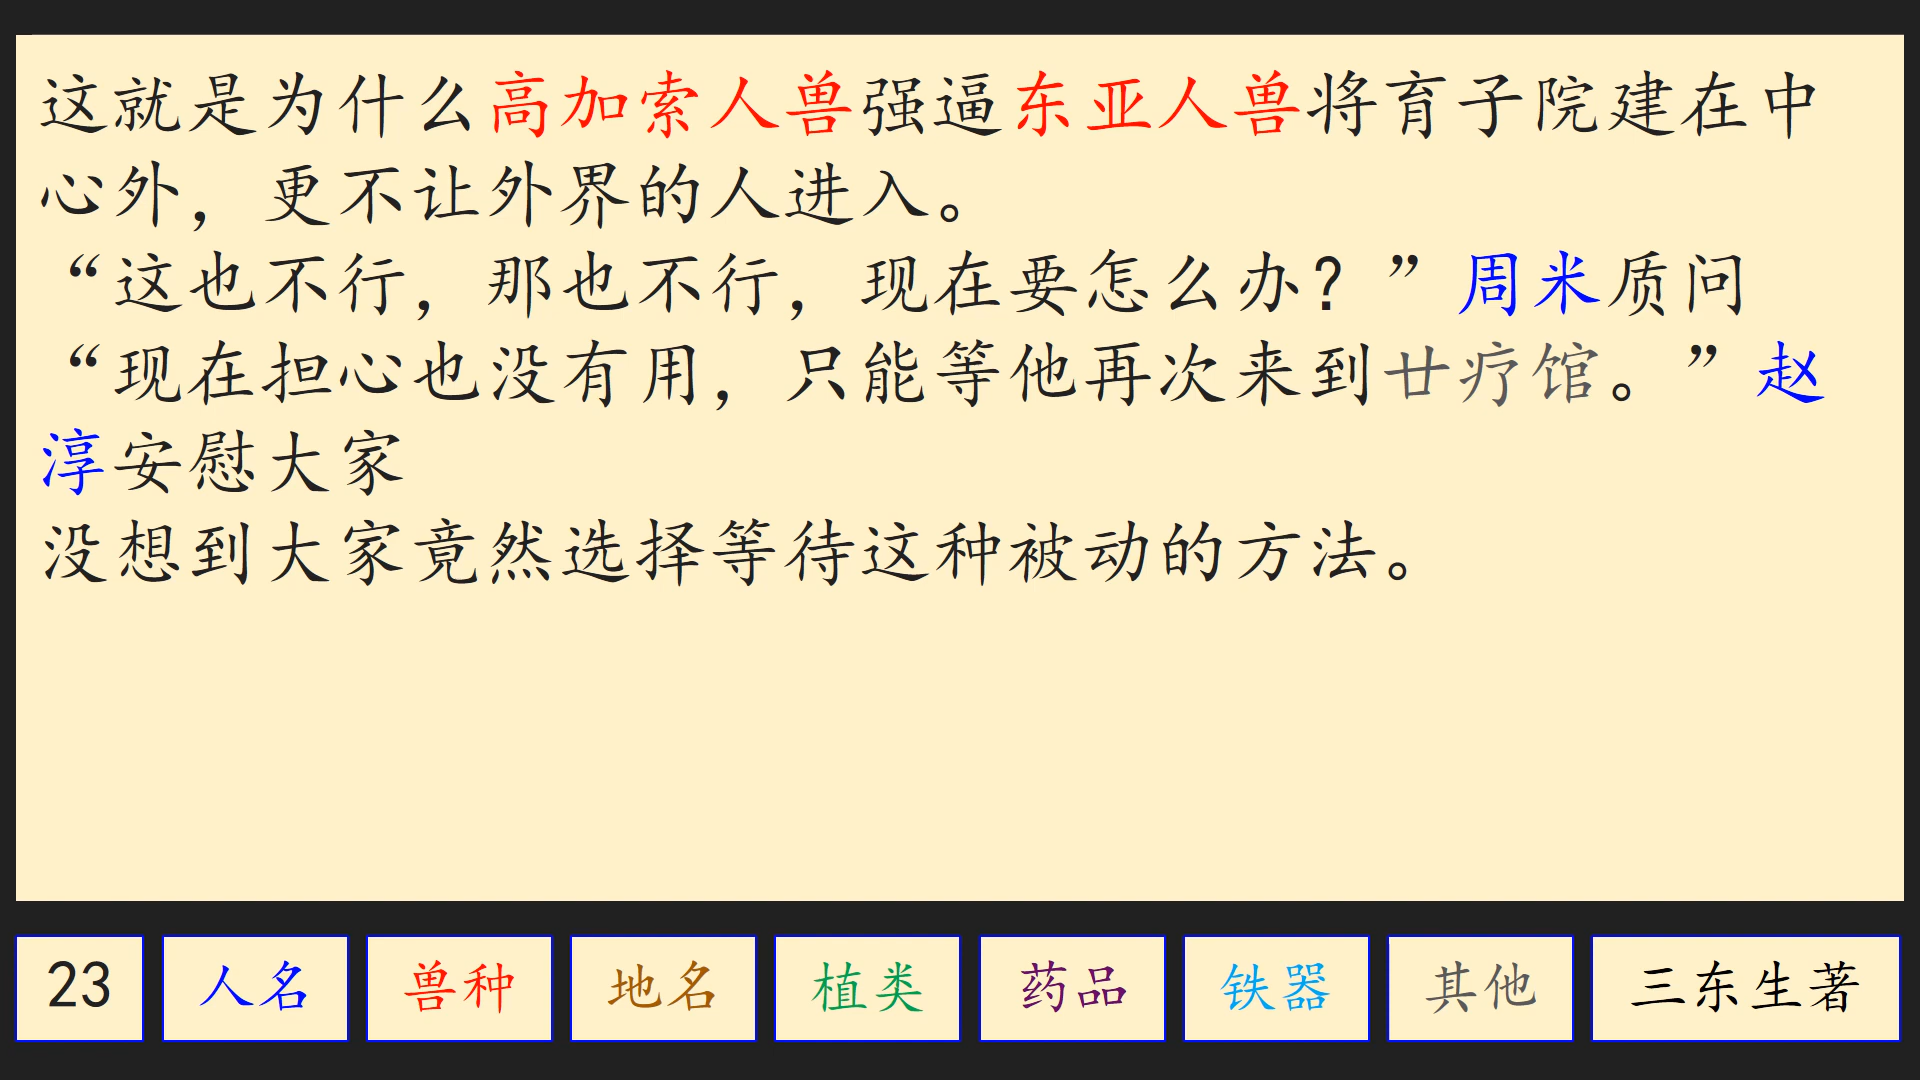 这就是为什么高加索人兽强逼东亚人兽将育子院建在中
心外，更不让外界的人进入。
“这也不行，那也不行，现在要怎么办？”周米质问
“现在担心也没有用，只能等他再次来到廿疗馆。”赵
淳安慰大家
没想到大家竟然选择等待这种被动的方法。
23 人名 兽种 地名 植类 药品 铁器 其他 三东生著